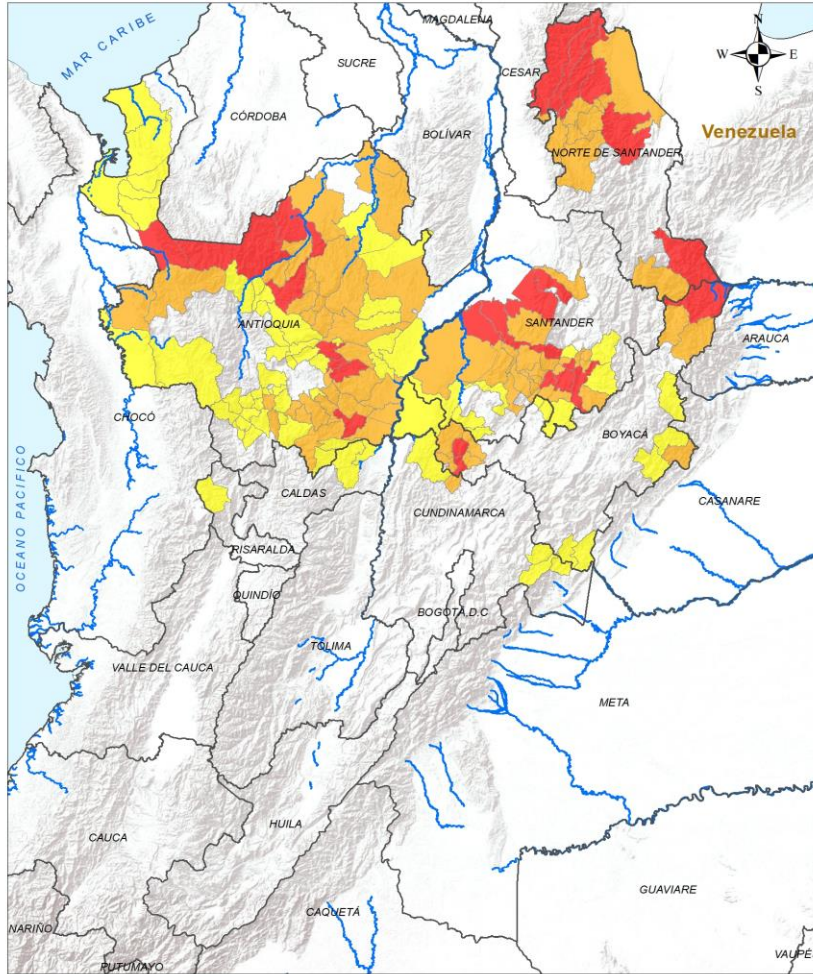 MAGDALENA
N
MAR CARIBE
SUCRE
CESAR
W
E
S
CÓRDOBA
BOLÍVAR
Venezuela
NORTE DE SANTANDER
ANTIOQUIA
SANTANDER
ARAUCA
CHOCÓ
BOYACÁ
OCEANO PACIFICO
CALDAS
CASANARE
CUNDINAMARCA
RISARALDA
QUINDÍO
BOGOTÁ,D.C
TOLIMA
VALLE DEL CAUCA
META
HUILA
CAUCA
GUAVIARE
CAQUETÁ
NARIÑO
VAUPÉ
PUTUMAYO